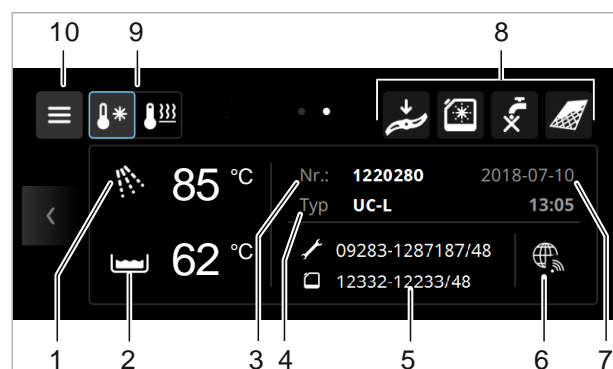 10 9 8
85 °C
Nr.: 1220280 2018-07-10
Typ UC-L 13:05
62 °C
09283-1287187/48
12332-12233/48
1 2 3 4 5 6 7